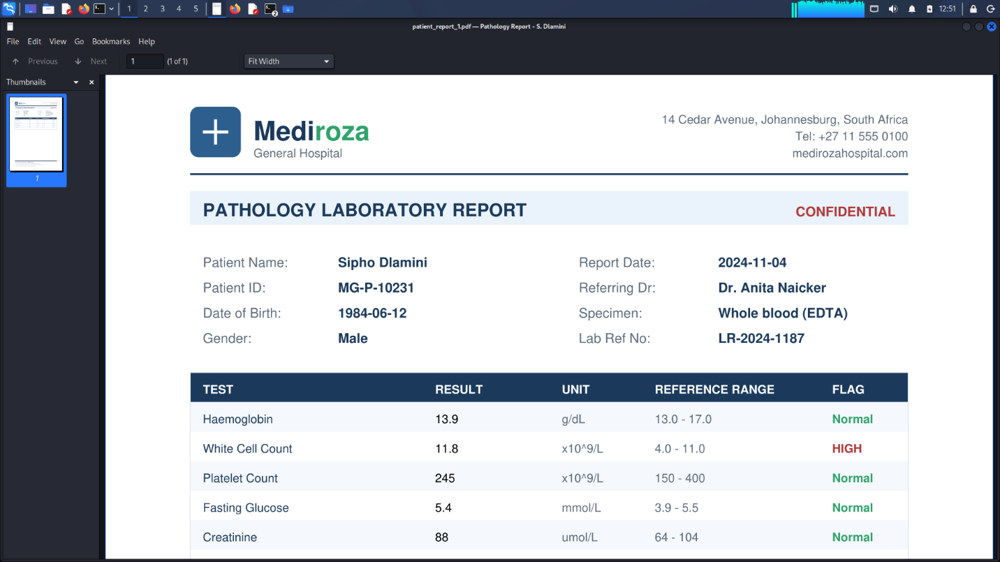 1 2 3 4 5 2 12:51
patient_report_1.pdf — Pathology Report - S. Dlamini
File Edit View Go Bookmarks Help
Previous Next 1 (1 of 1) Fit Width
Thumbnails
1
Mediroza
General Hospital
14 Cedar Avenue, Johannesburg, South Africa
Tel: +27 11 555 0100
medirozahospital.com
PATHOLOGY LABORATORY REPORT CONFIDENTIAL
Patient Name: Sipho Dlamini Report Date: 2024-11-04
Patient ID: MG-P-10231 Referring Dr: Dr. Anita Naicker
Date of Birth: 1984-06-12 Specimen: Whole blood (EDTA)
Gender: Male Lab Ref No: LR-2024-1187
TEST RESULT UNIT REFERENCE RANGE FLAG
Haemoglobin 13.9 g/dL 13.0 - 17.0 Normal
White Cell Count 11.8 x10^9/L 4.0 - 11.0 HIGH
Platelet Count 245 x10^9/L 150 - 400 Normal
Fasting Glucose 5.4 mmol/L 3.9 - 5.5 Normal
Creatinine 88 umol/L 64 - 104 Normal